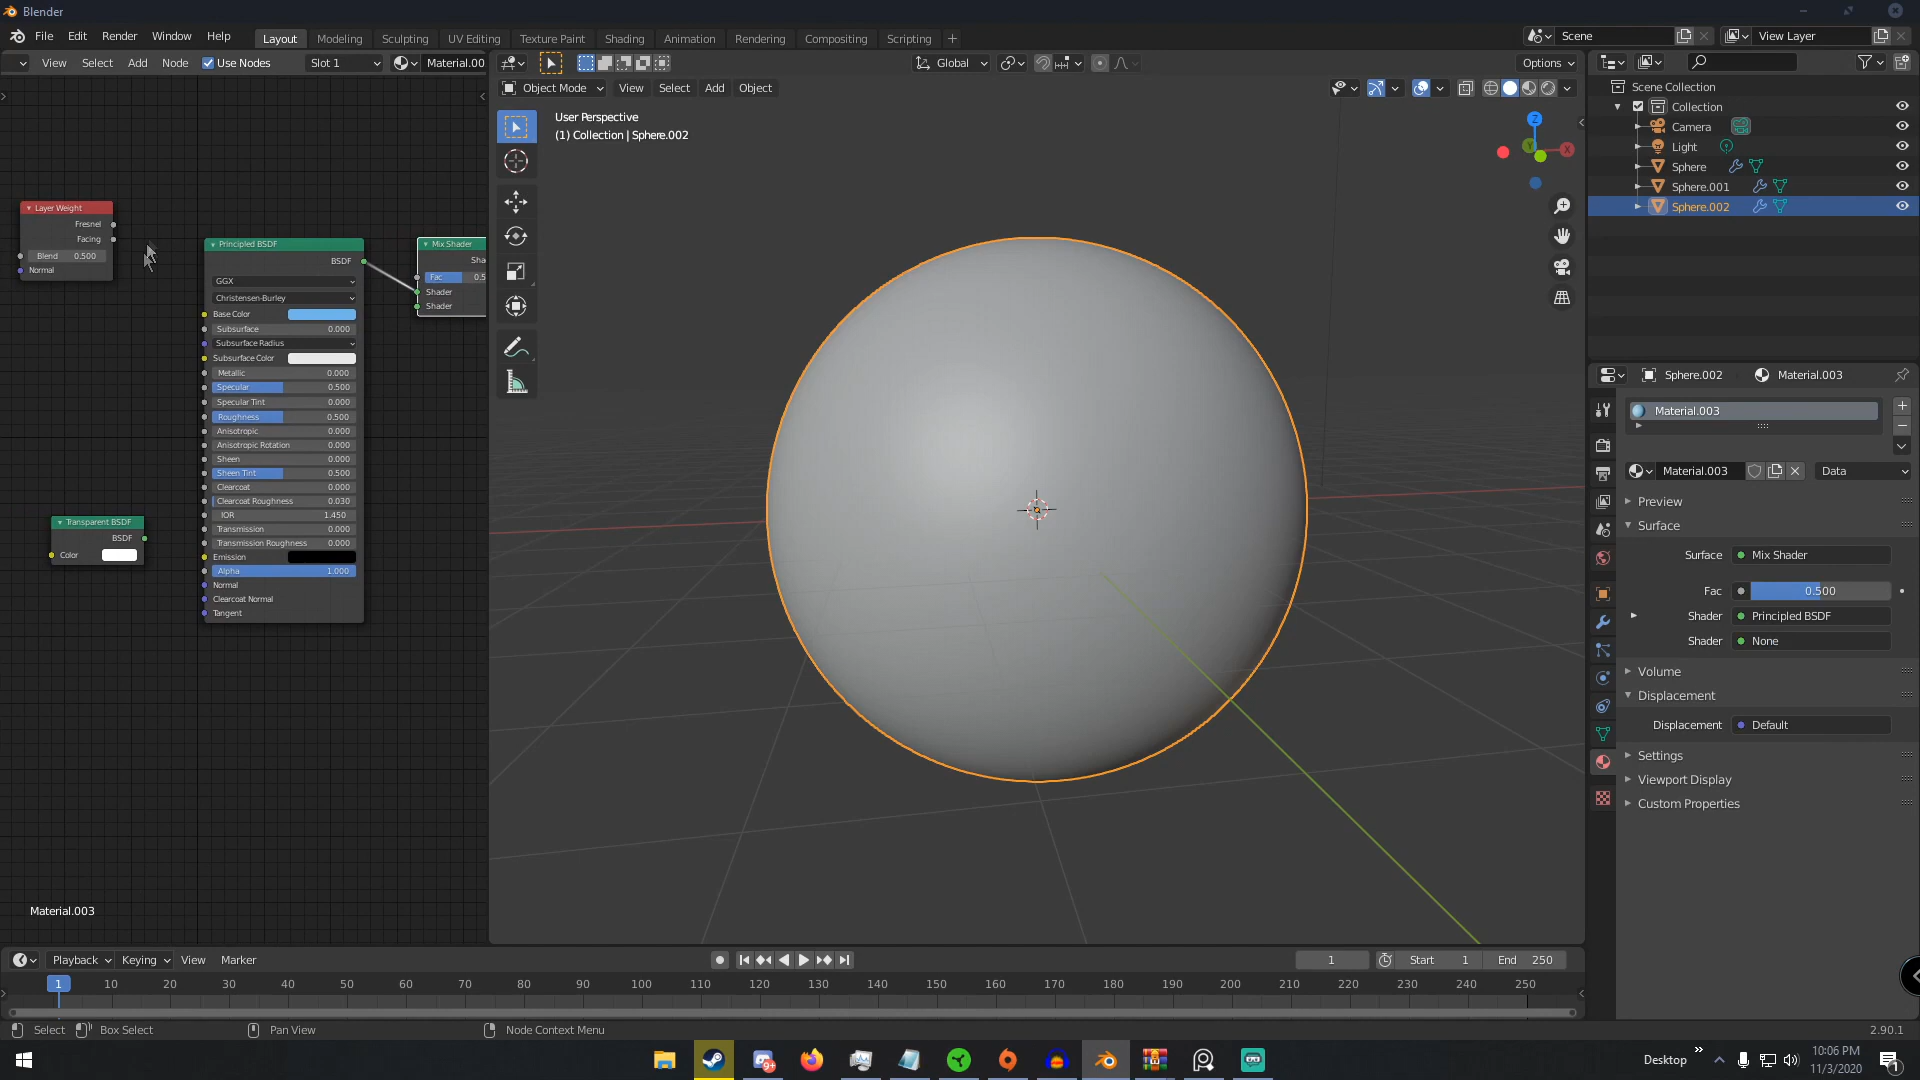 Blender
File Edit Render Window Help
Layout Modeling Sculpting UV Editing Texture Paint Shading Animation Rendering Compositing Scripting +
Scene
View Layer
View Select Add Node Use Nodes Slot 1 Material.00
Global
Options
Object Mode View Select Add Object
User Perspective
(1) Collection | Sphere.002
Z
Y
X
Scene Collection
Collection
Camera
Light
Sphere
Sphere.001
Sphere.002
Layer Weight
Fresnel
Facing
Blend 0.500
Normal
Principled BSDF
BSDF
GGX
Christensen-Burley
Base Color
Subsurface 0.000
Subsurface Radius
Subsurface Color
Metallic 0.000
Specular 0.500
Specular Tint 0.000
Roughness 0.500
Anisotropic 0.000
Anisotropic Rotation 0.000
Sheen 0.000
Sheen Tint 0.500
Clearcoat 0.000
Clearcoat Roughness 0.030
IOR 1.450
Transmission 0.000
Transmission Roughness 0.000
Emission
Alpha 1.000
Normal
Clearcoat Normal
Tangent
Mix Shader
Sha
Fac 0.5
Shader
Shader
Transparent BSDF
BSDF
Color
Material.003
Sphere.002 Material.003
Material.003
Material.003 Data
Preview
Surface
Surface Mix Shader
Fac 0.500
Shader Principled BSDF
Shader None
Volume
Displacement
Displacement Default
Settings
Viewport Display
Custom Properties
Playback Keying View Marker
1 Start 1 End 250
1 10 20 30 40 50 60 70 80 90 100 110 120 130 140 150 160 170 180 190 200 210 220 230 240 250
Select Box Select Pan View Node Context Menu 2.90.1
9+
Desktop
10:06 PM
11/3/2020
1